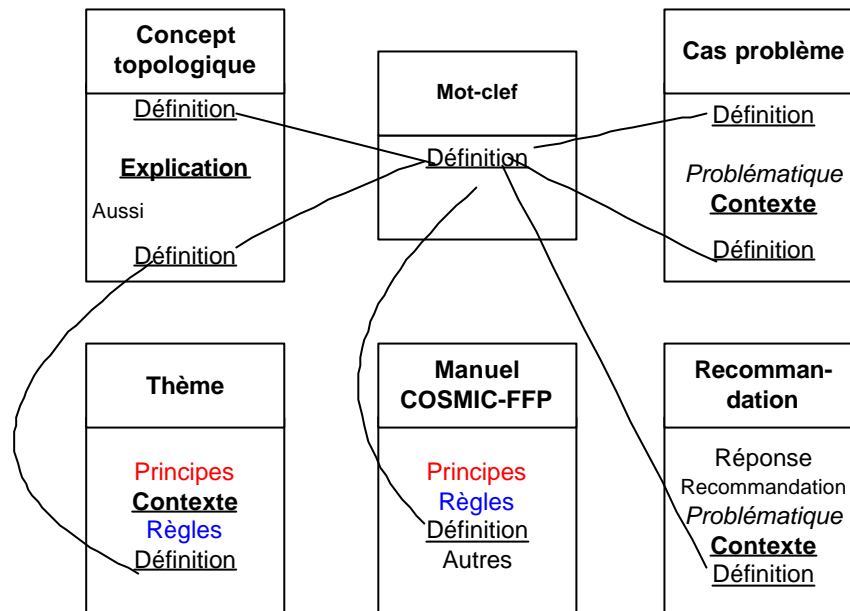 Concept
topologique
Définition
Explication
Aussi
Définition
Mot-clef
Définition
Cas problème
Définition
Problématique
Contexte
Définition
Thème
Principes
Contexte
Règles
Définition
Manuel
COSMIC-FFP
Principes
Règles
Définition
Autres
Recomman-
dation
Réponse
Recommandation
Problématique
Contexte
Définition